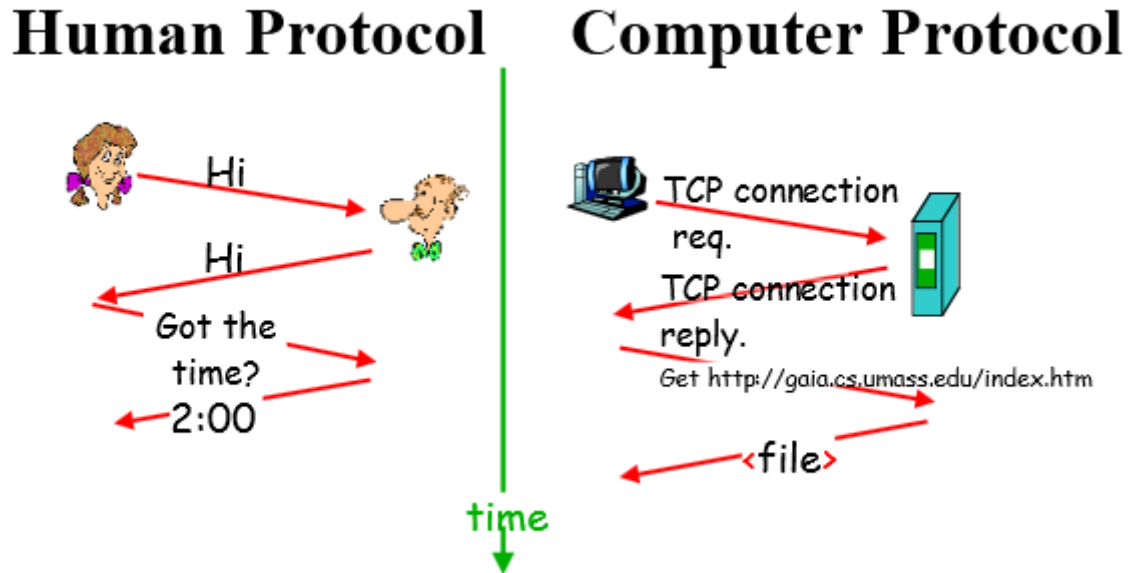 Human Protocol
Computer Protocol
Hi
Hi
Got the
time?
2:00
TCP connection
req.
TCP connection
reply.
Get http://gaia.cs.umass.edu/index.htm
<file>
time